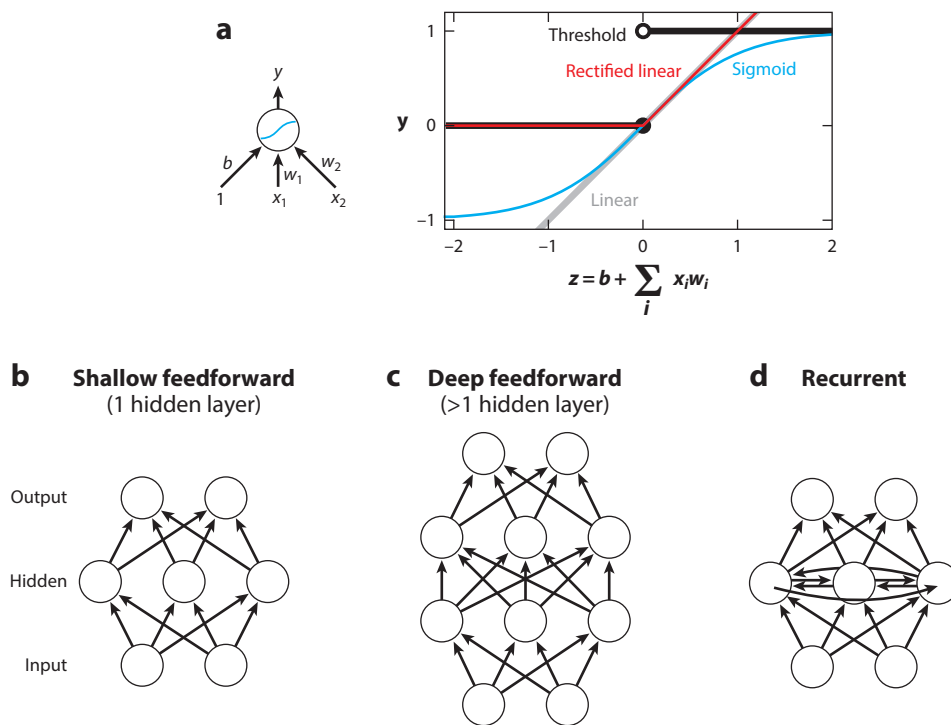 a
y
b
w1
w2
1
x1
x2
y
1
0
−1
Threshold
Rectified linear
Sigmoid
Linear
−2
−1
0
1
2
z = b + ∑ xiwi
i
b
Shallow feedforward
(1 hidden layer)
c
Deep feedforward
(>1 hidden layer)
d
Recurrent
Output
Hidden
Input